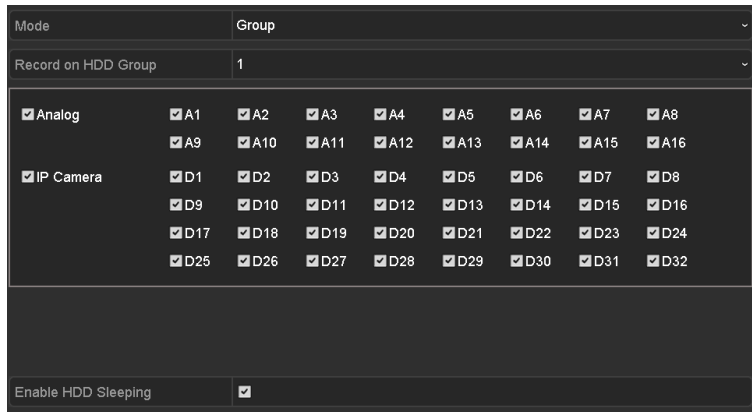 Mode Group
Record on HDD Group 1
Analog A1 A2 A3 A4 A5 A6 A7 A8
A9 A10 A11 A12 A13 A14 A15 A16
IP Camera D1 D2 D3 D4 D5 D6 D7 D8
D9 D10 D11 D12 D13 D14 D15 D16
D17 D18 D19 D20 D21 D22 D23 D24
D25 D26 D27 D28 D29 D30 D31 D32
Enable HDD Sleeping